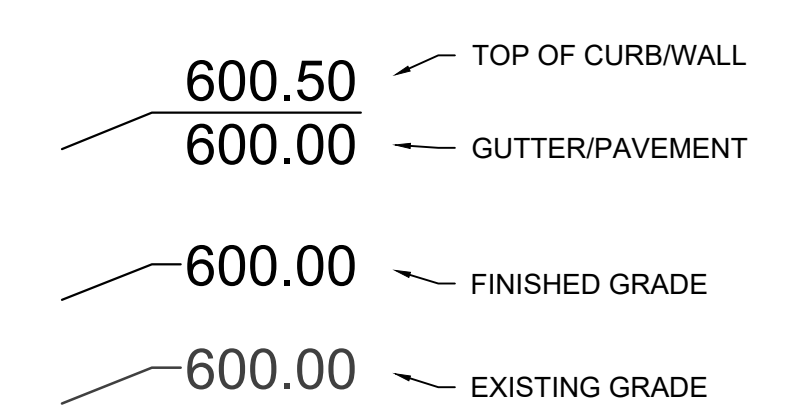 600.50 TOP OF CURB/WALL
600.00 GUTTER/PAVEMENT
600.00 FINISHED GRADE
600.00 EXISTING GRADE